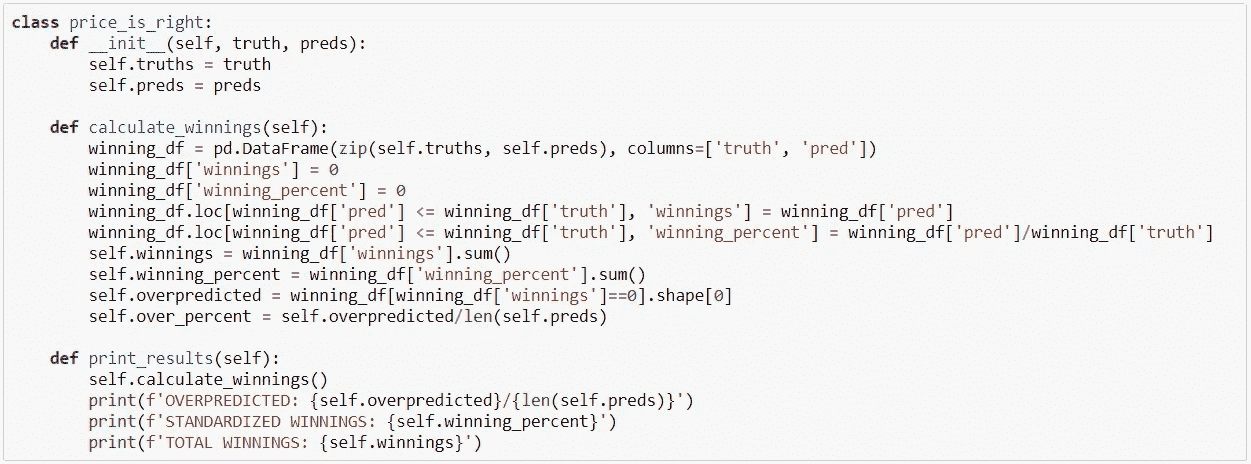 class price_is_right:
    def __init__(self, truth, preds):
        self.truths = truth
        self.preds = preds

    def calculate_winnings(self):
        winning_df = pd.DataFrame(zip(self.truths, self.preds), columns=['truth', 'pred'])
        winning_df['winnings'] = 0
        winning_df['winning_percent'] = 0
        winning_df.loc[winning_df['pred'] <= winning_df['truth'], 'winnings'] = winning_df['pred']
        winning_df.loc[winning_df['pred'] <= winning_df['truth'], 'winning_percent'] = winning_df['pred']/winning_df['truth']
        self.winnings = winning_df['winnings'].sum()
        self.winning_percent = winning_df['winning_percent'].sum()
        self.overpredicted = winning_df[winning_df['winnings']==0].shape[0]
        self.over_percent = self.overpredicted/len(self.preds)

    def print_results(self):
        self.calculate_winnings()
        print(f'OVERPREDICTED: {self.overpredicted}/{len(self.preds)}')
        print(f'STANDARDIZED WINNINGS: {self.winning_percent}')
        print(f'TOTAL WINNINGS: {self.winnings}')